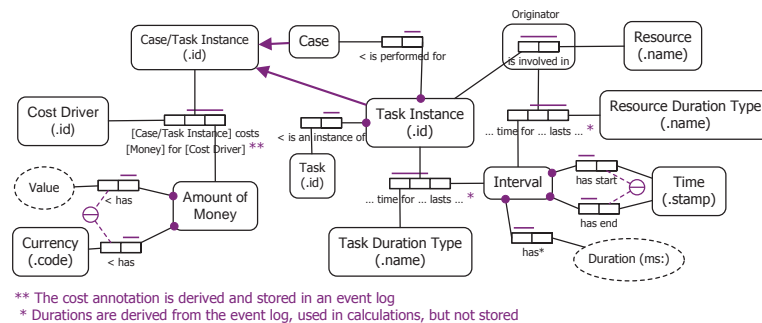 Originator
Case/Task Instance
(.id)
Case
< is performed for
is involved in
Resource
(.name)
Cost Driver
(.id)
[Case/Task Instance] costs
[Money] for [Cost Driver] **
< is an instance of
Task Instance
(.id)
... time for ... lasts ... *
Resource Duration Type
(.name)
Task
(.id)
... time for ... lasts ... *
Interval
has start
has end
Time
(.stamp)
Value
< has
Amount of
Money
Currency
(.code)
< has
Task Duration Type
(.name)
has*
Duration (ms:)
** The cost annotation is derived and stored in an event log
* Durations are derived from the event log, used in calculations, but not stored